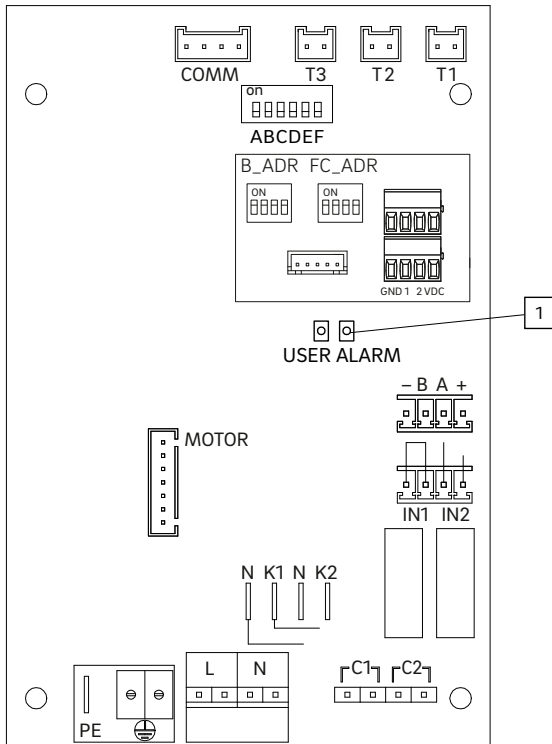 COMM T3 T2 T1
on
ABCDEF
B_ADR FC_ADR
ON ON
GND 1 2 VDC
1
USER ALARM
– B A +
MOTOR
IN1 IN2
N K1 N K2
L N
C1 C2
PE